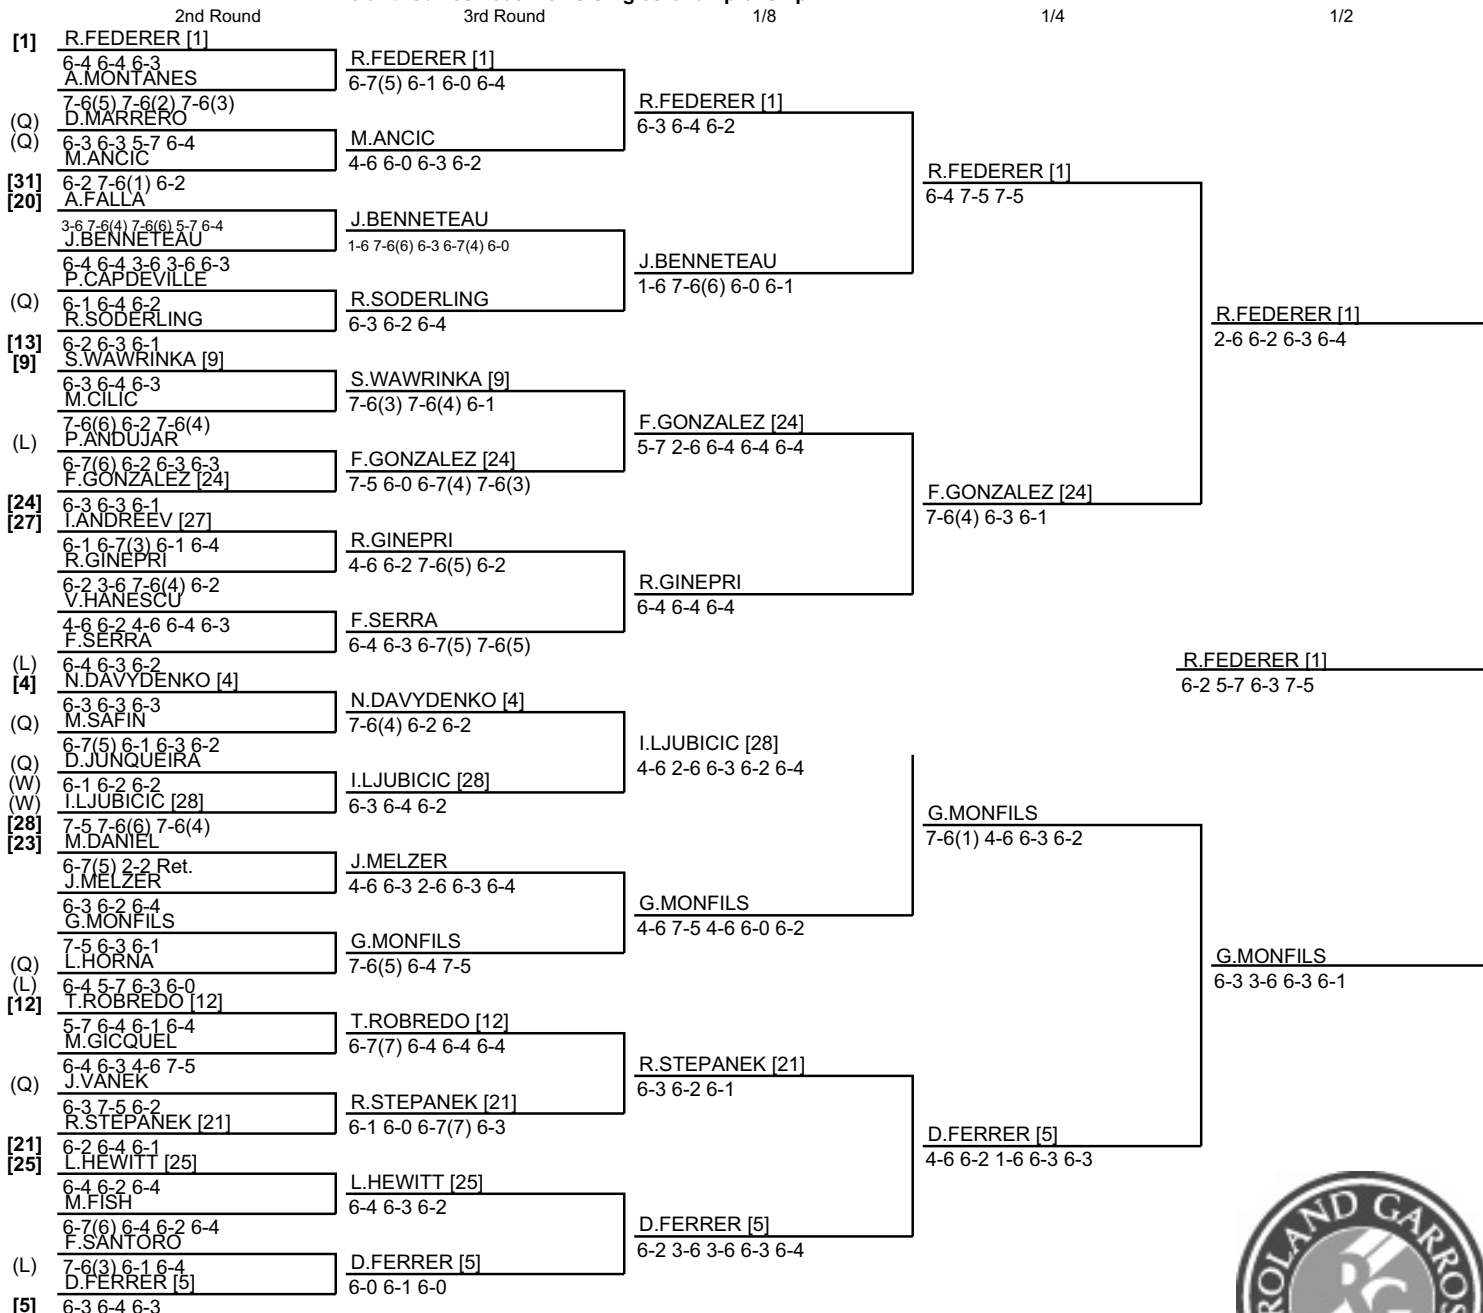 2nd Round
3rd Round
1/8
1/4
1/2
[1]
(Q)
(Q)
[31]
[20]
(Q)
[13]
[9]
(L)
[24]
[27]
(L)
[4]
(Q)
(Q)
(W)
(W)
[28]
[23]
(Q)
(L)
[12]
(Q)
[21]
[25]
(L)
[5]
R.FEDERER [1]
6-4 6-4 6-3
A.MONTANES
7-6(5) 7-6(2) 7-6(3)
D.MARRERO
6-3 6-3 5-7 6-4
M.ANCIC
6-2 7-6(1) 6-2
A.FALLA
3-6 7-6(4) 7-6(6) 5-7 6-4
J.BENNETEAU
6-4 6-4 3-6 3-6 6-3
P.CAPDEVILLE
6-1 6-4 6-2
R.SODERLING
6-2 6-3 6-1
S.WAWRINKA [9]
6-3 6-4 6-3
M.CILIC
7-6(6) 6-2 7-6(4)
P.ANDUJAR
6-7(6) 6-2 6-3 6-3
F.GONZALEZ [24]
6-3 6-3 6-1
I.ANDREEV [27]
6-1 6-7(3) 6-1 6-4
R.GINEPRI
6-2 3-6 7-6(4) 6-2
V.HANESCU
4-6 6-2 4-6 6-4 6-3
F.SERRA
6-4 6-3 6-2
N.DAVYDENKO [4]
6-3 6-3 6-3
M.SAFIN
6-7(5) 6-1 6-3 6-2
D.JUNQUEIRA
6-1 6-2 6-2
I.LJUBICIC [28]
7-5 7-6(6) 7-6(4)
M.DANIEL
6-7(5) 2-2 Ret.
J.MELZER
6-3 6-2 6-4
G.MONFILS
7-5 6-3 6-1
L.HORNA
6-4 5-7 6-3 6-0
T.ROBREDO [12]
5-7 6-4 6-1 6-4
M.GICQUEL
6-4 6-3 4-6 7-5
J.VANEK
6-3 7-5 6-2
R.STEPANEK [21]
6-2 6-4 6-1
L.HEWITT [25]
6-4 6-2 6-4
M.FISH
6-7(6) 6-4 6-2 6-4
F.SANTORO
7-6(3) 6-1 6-4
D.FERRER [5]
6-3 6-4 6-3
R.FEDERER [1]
6-7(5) 6-1 6-0 6-4
M.ANCIC
4-6 6-0 6-3 6-2
J.BENNETEAU
1-6 7-6(6) 6-3 6-7(4) 6-0
R.SODERLING
6-3 6-2 6-4
S.WAWRINKA [9]
7-6(3) 7-6(4) 6-1
F.GONZALEZ [24]
7-5 6-0 6-7(4) 7-6(3)
R.GINEPRI
4-6 6-2 7-6(5) 6-2
F.SERRA
6-4 6-3 6-7(5) 7-6(5)
N.DAVYDENKO [4]
7-6(4) 6-2 6-2
I.LJUBICIC [28]
6-3 6-4 6-2
J.MELZER
4-6 6-3 2-6 6-3 6-4
G.MONFILS
7-6(5) 6-4 7-5
T.ROBREDO [12]
6-7(7) 6-4 6-4 6-4
R.STEPANEK [21]
6-1 6-0 6-7(7) 6-3
L.HEWITT [25]
6-4 6-3 6-2
D.FERRER [5]
6-0 6-1 6-0
R.FEDERER [1]
6-3 6-4 6-2
J.BENNETEAU
1-6 7-6(6) 6-0 6-1
F.GONZALEZ [24]
5-7 2-6 6-4 6-4 6-4
R.GINEPRI
6-4 6-4 6-4
I.LJUBICIC [28]
4-6 2-6 6-3 6-2 6-4
G.MONFILS
4-6 7-5 4-6 6-0 6-2
R.STEPANEK [21]
6-3 6-2 6-1
D.FERRER [5]
6-2 3-6 3-6 6-3 6-4
R.FEDERER [1]
6-4 7-5 7-5
F.GONZALEZ [24]
7-6(4) 6-3 6-1
G.MONFILS
7-6(1) 4-6 6-3 6-2
D.FERRER [5]
4-6 6-2 1-6 6-3 6-3
R.FEDERER [1]
2-6 6-2 6-3 6-4
R.FEDERER [1]
6-2 5-7 6-3 7-5
G.MONFILS
6-3 3-6 6-3 6-1
ROLAND GARROS
RG